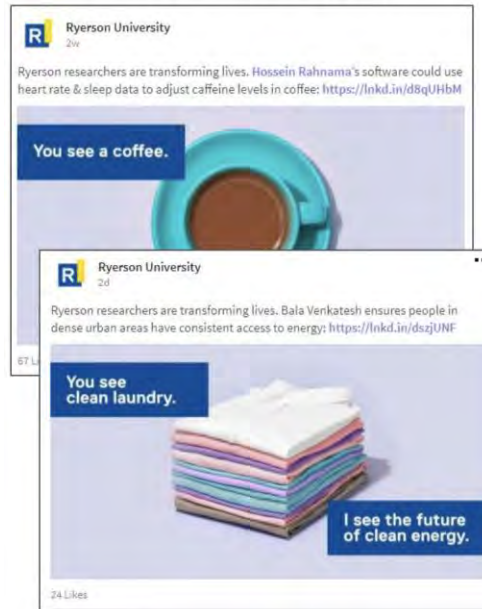 R
Ryerson University
2w
Ryerson researchers are transforming lives. Hossein Rahnama's software could use
heart rate & sleep data to adjust caffeine levels in coffee: https://lnkd.in/d8qUHbM
You see a coffee.
67
R
Ryerson University
2d
Ryerson researchers are transforming lives. Bala Venkatesh ensures people in
dense urban areas have consistent access to energy: https://lnkd.in/dszjUNF
You see
clean laundry.
I see the future
of clean energy.
24 Likes